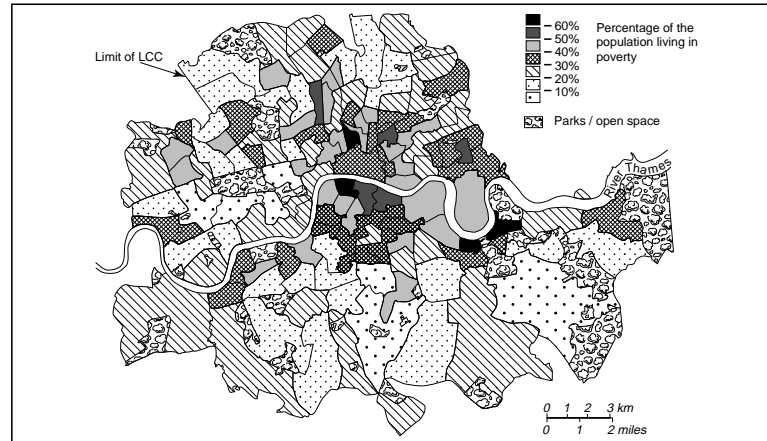 Limit of LCC
60%
50%
40%
30%
20%
10%
Percentage of the
population living in
poverty
Parks / open space
River Thames
0 1 2 3 km
0 1 2 miles